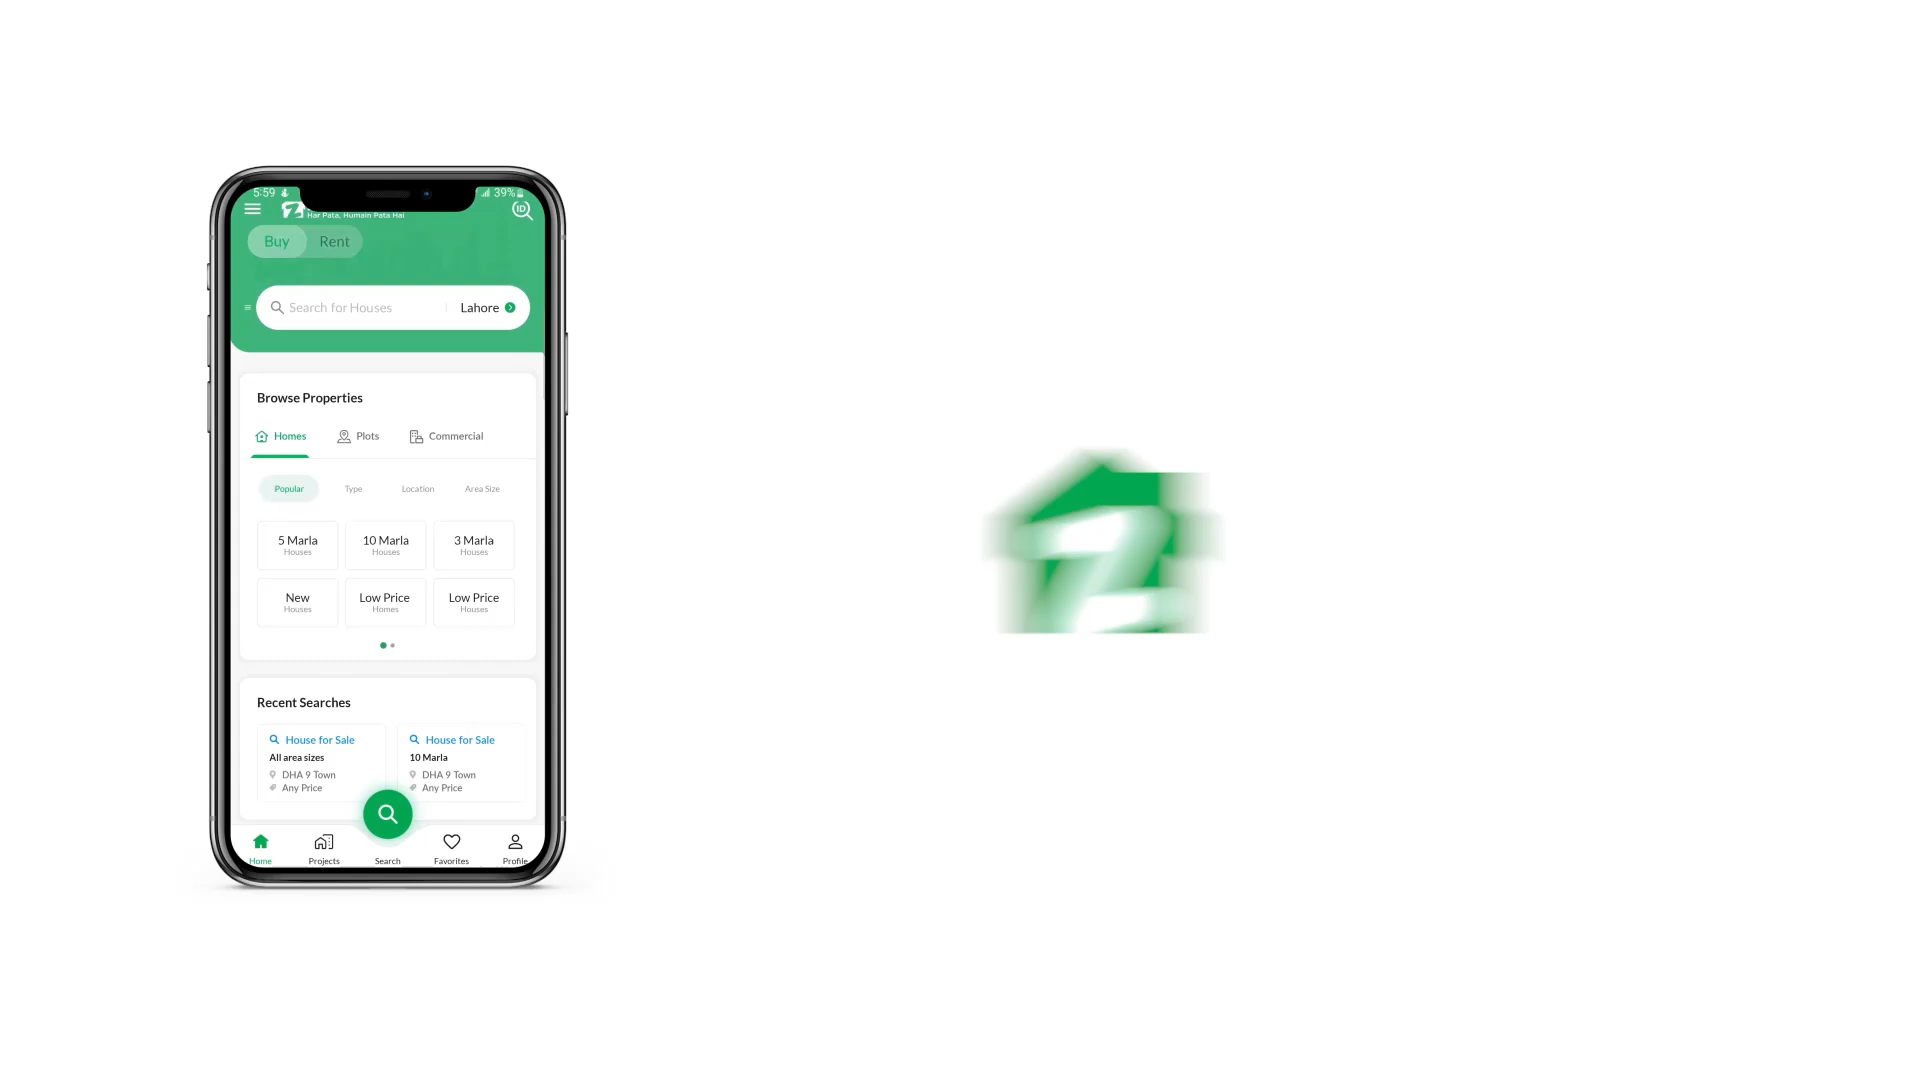 5:59
39%
Har Pata, Humain Pata Hai
ID
Buy Rent
Search for Houses Lahore
Browse Properties
Homes Plots Commercial
Popular Type Location Area Size
5 Marla 10 Marla 3 Marla
Houses Houses Houses
New Low Price Low Price
Houses Homes Houses
Recent Searches
House for Sale House for Sale
All area sizes 10 Marla
DHA 9 Town DHA 9 Town
Any Price Any Price
Home Projects Search Favorites Profile
Z